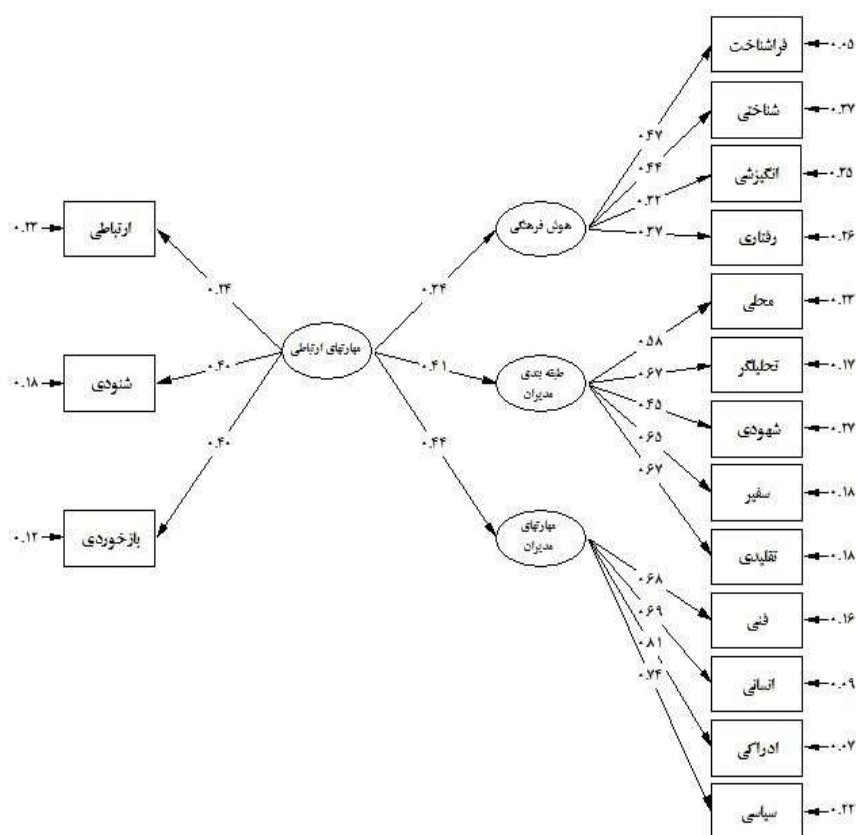 فراشناخت
۰.۰۵
شناختی
۰.۲۷
انگیزشی
۰.۲۵
رفتاری
۰.۲۶
محلی
۰.۲۳
تحلیلگر
۰.۱۷
شهودی
۰.۲۷
سفیر
۰.۱۸
تقلیدی
۰.۱۸
فنی
۰.۱۶
انسانی
۰.۰۹
ادراکی
۰.۰۷
سیاسی
۰.۲۲
۰.۴۷
۰.۴۴
۰.۳۲
۰.۳۷
۰.۵۸
۰.۶۷
۰.۴۵
۰.۶۵
۰.۶۷
۰.۶۸
۰.۶۹
۰.۸۱
۰.۷۴
هوش فرهنگی
طبقه بندی
مدیران
مهارتهای
مدیران
۰.۳۴
۰.۴۱
۰.۴۴
مهارتهای ارتباطی
۰.۲۴
۰.۴۰
۰.۴۰
ارتباطی
۰.۲۳
شنودی
۰.۱۸
بازخوردی
۰.۱۲